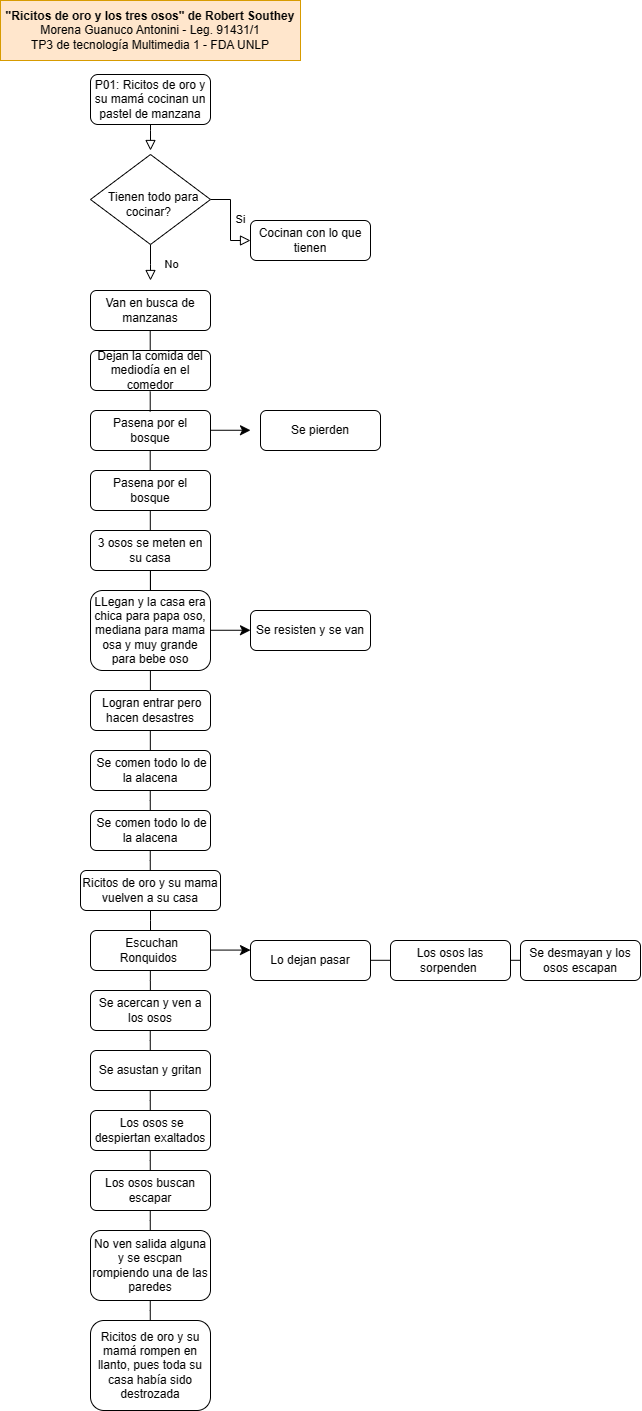 "Ricitos de oro y los tres osos" de Robert Southey
Morena Guanuco Antonini - Leg. 91431/1
TP3 de tecnología Multimedia 1 - FDA UNLP
P01: Ricitos de oro y
su mamá cocinan un
pastel de manzana
Tienen todo para
cocinar?
Si
Cocinan con lo que
tienen
No
Van en busca de
manzanas
Dejan la comida del
mediodía en el
comedor
Pasena por el
bosque
Se pierden
Pasena por el
bosque
3 osos se meten en
su casa
LLegan y la casa era
chica para papa oso,
mediana para mama
osa y muy grande
para bebe oso
Se resisten y se van
Logran entrar pero
hacen desastres
Se comen todo lo de
la alacena
Se comen todo lo de
la alacena
Ricitos de oro y su mama
vuelven a su casa
Escuchan
Ronquidos
Lo dejan pasar
Los osos las
sorpenden
Se desmayan y los
osos escapan
Se acercan y ven a
los osos
Se asustan y gritan
Los osos se
despiertan exaltados
Los osos buscan
escapar
No ven salida alguna
y se escpan
rompiendo una de las
paredes
Ricitos de oro y su
mamá rompen en
llanto, pues toda su
casa había sido
destrozada